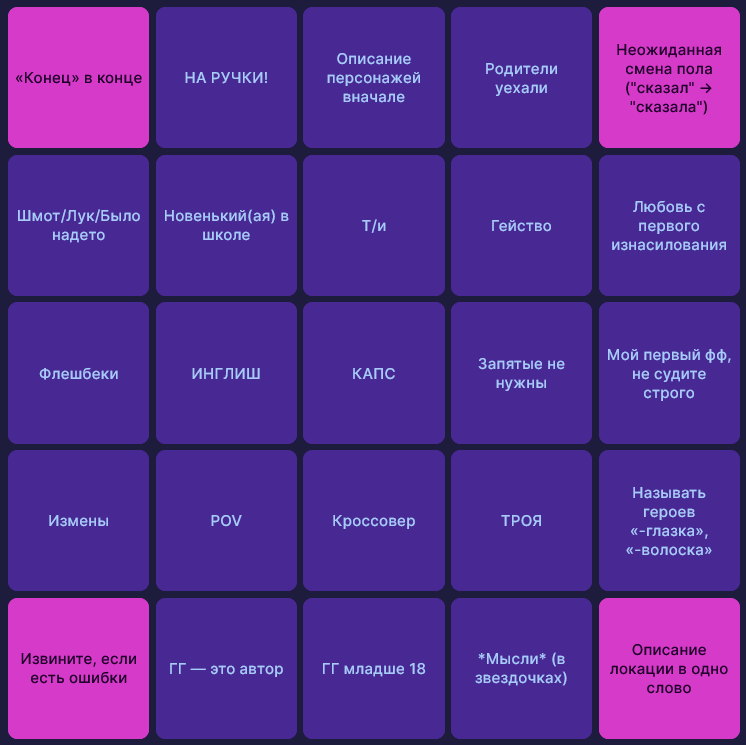 «Конец» в конце
НА РУЧКИ!
Описание
персонажей
вначале
Родители
уехали
Неожиданная
смена пола
("сказал" →
"сказала")
Шмот/Лук/Было
надето
Новенький(ая) в
школе
Т/и
Гейство
Любовь с
первого
изнасилования
Флешбеки
ИНГЛИШ
КАПС
Запятые не
нужны
Мой первый фф,
не судите
строго
Измены
POV
Кроссовер
ТРОЯ
Называть
героев
«-глазка»,
«-волоска»
Извините, если
есть ошибки
ГГ — это автор
ГГ младше 18
*Мысли* (в
звездочках)
Описание
локации в одно
слово